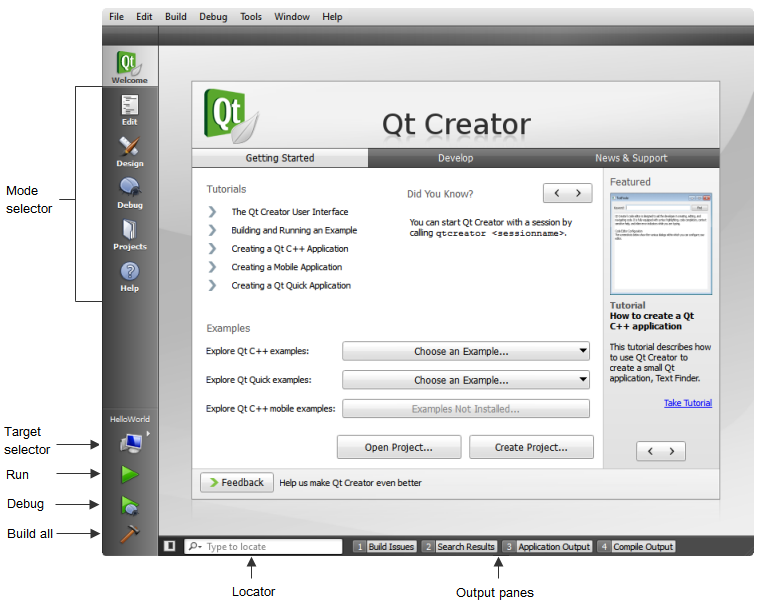 File Edit Build Debug Tools Window Help
Qt
Welcome
Edit
Design
Debug
Projects
Help
Mode
selector
Qt
Qt Creator
Getting Started Develop News & Support
Tutorials
The Qt Creator User Interface
Building and Running an Example
Creating a Qt C++ Application
Creating a Mobile Application
Creating a Qt Quick Application
Did You Know?
You can start Qt Creator with a session by
calling qtcreator <sessionname>.
Featured
Tutorial
How to create a Qt
C++ application
This tutorial describes how
to use Qt Creator to
create a small Qt
application, Text Finder.
Take Tutorial
Examples
Explore Qt C++ examples: Choose an Example...
Explore Qt Quick examples: Choose an Example...
Explore Qt C++ mobile examples: Examples Not Installed...
Open Project... Create Project...
Feedback Help us make Qt Creator even better
HelloWorld
Target
selector
Run
Debug
Build all
Type to locate 1 Build Issues 2 Search Results 3 Application Output 4 Compile Output
Locator Output panes